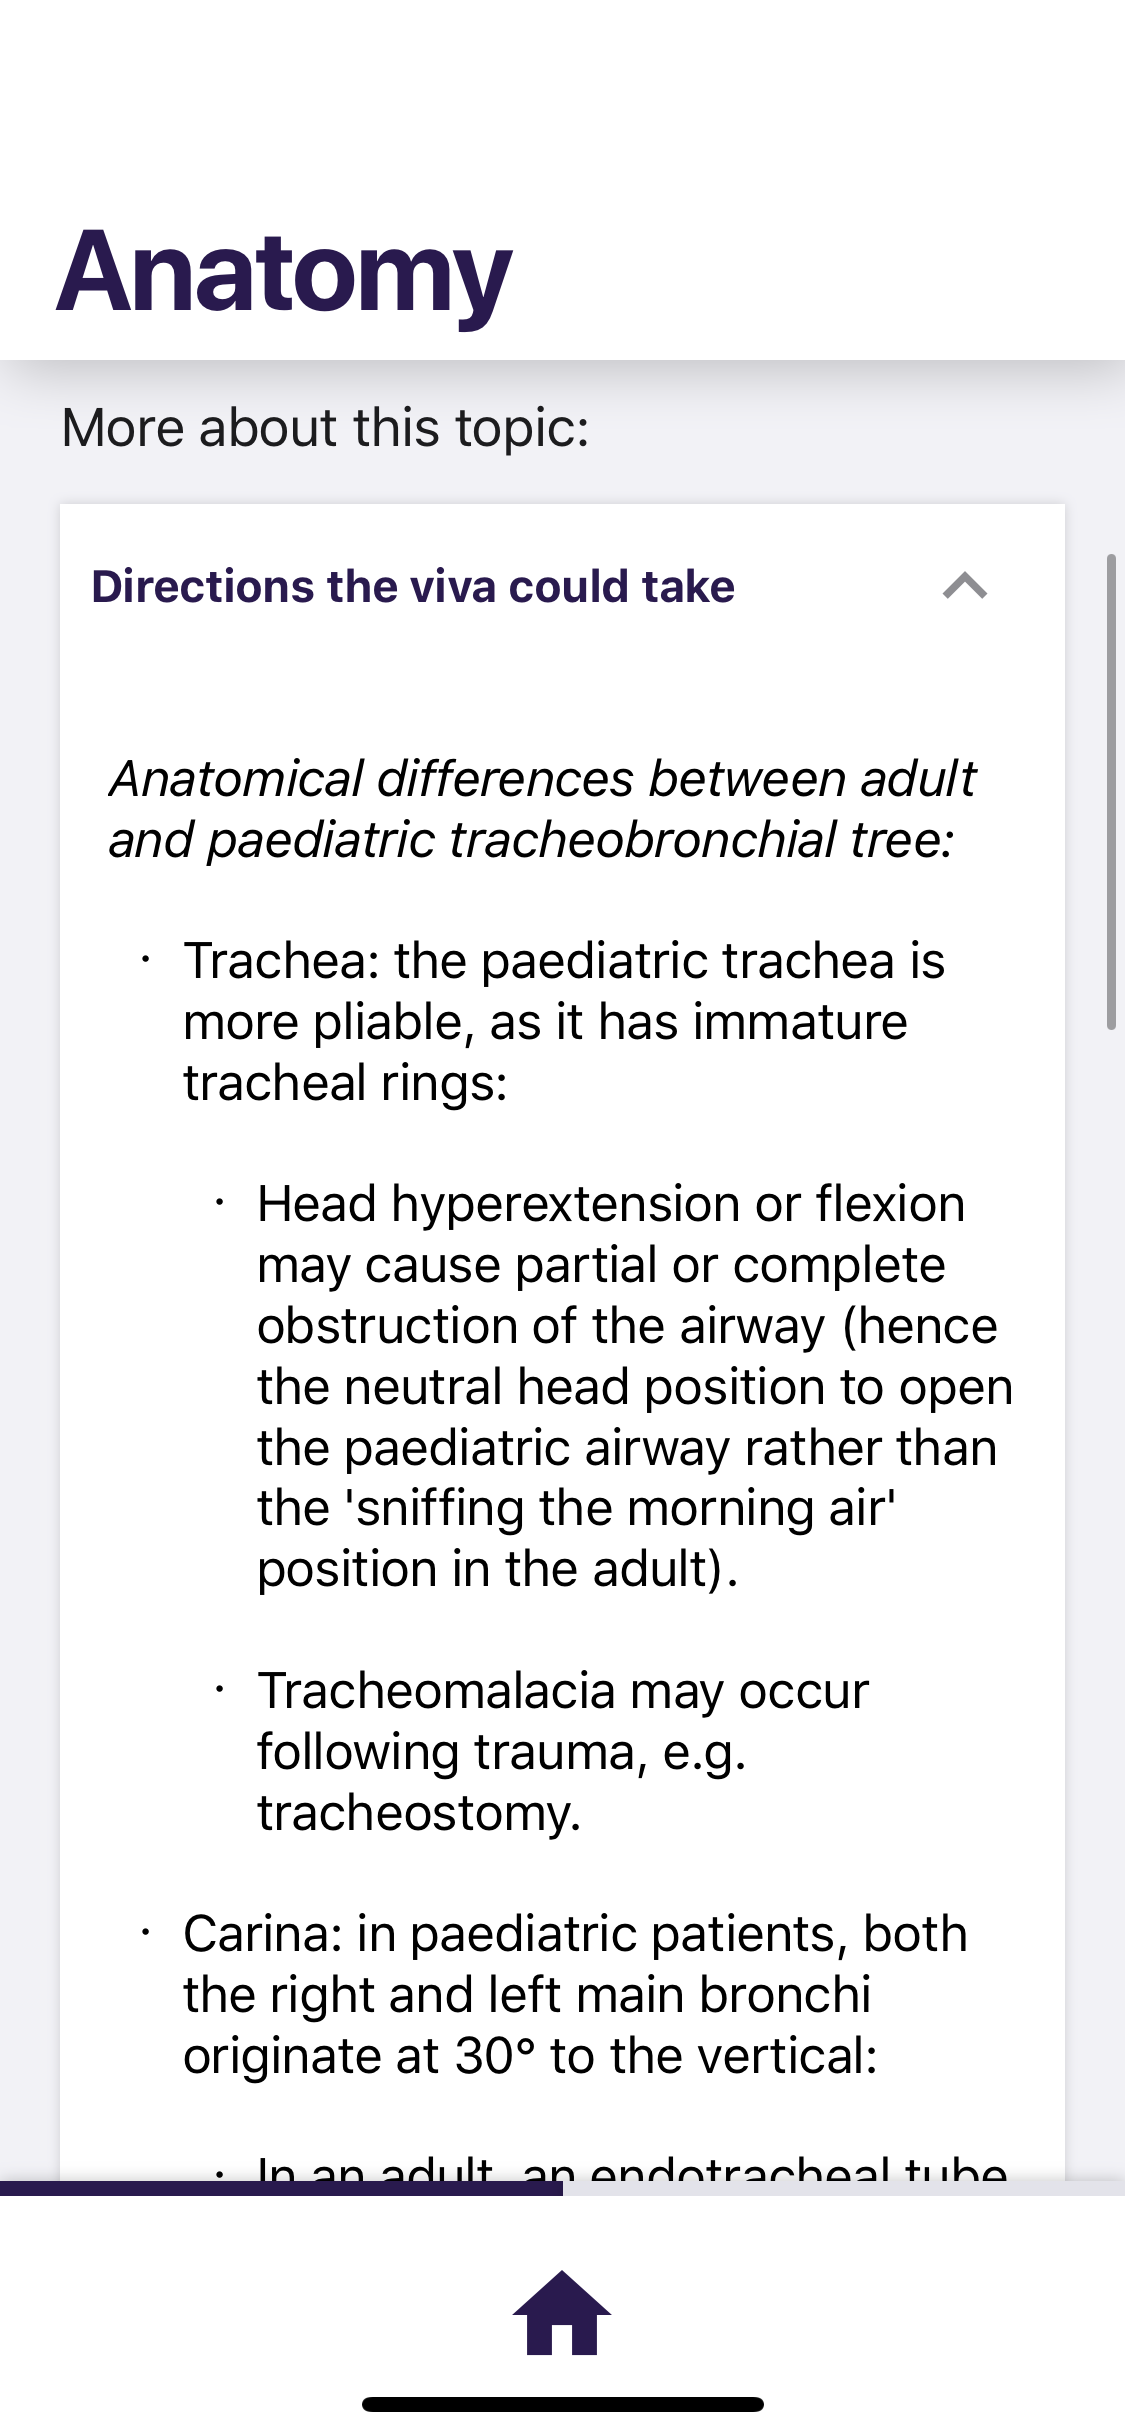 Anatomy
More about this topic:
Directions the viva could take
Anatomical differences between adult
and paediatric tracheobronchial tree:
· Trachea: the paediatric trachea is
more pliable, as it has immature
tracheal rings:
· Head hyperextension or flexion
may cause partial or complete
obstruction of the airway (hence
the neutral head position to open
the paediatric airway rather than
the 'sniffing the morning air'
position in the adult).
· Tracheomalacia may occur
following trauma, e.g.
tracheostomy.
· Carina: in paediatric patients, both
the right and left main bronchi
originate at 30° to the vertical:
· In an adult, an endotracheal tube